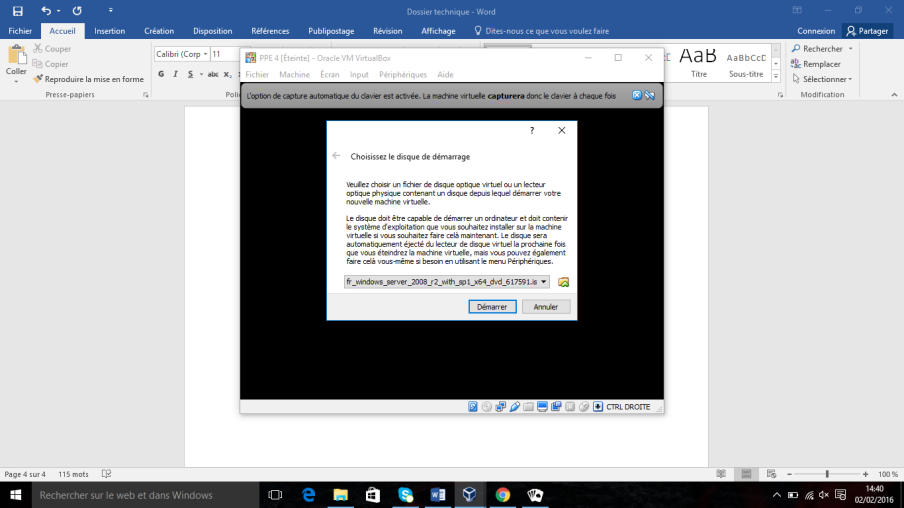 Dossier technique - Word
Fichier Accueil Insertion Création Disposition Références Publipostage Révision Affichage Dites-nous ce que vous voulez faire Connexion Partager
Coller
Couper
Copier
Reproduire la mise en forme
Presse-papiers
Calibri (Corp 11
G I S abc x₂
Poli
AaB
Titre
AaBbCcD
Sous-titre
Rechercher
Remplacer
Sélectionner
Modification
PPE 4 [Éteinte] - Oracle VM VirtualBox
Fichier Machine Écran Input Périphériques Aide
L'option de capture automatique du clavier est activée. La machine virtuelle capturera donc le clavier à chaque fois
?
Choisissez le disque de démarrage
Veuillez choisir un fichier de disque optique virtuel ou un lecteur
optique physique contenant un disque depuis lequel démarrer votre
nouvelle machine virtuelle.
Le disque doit être capable de démarrer un ordinateur et doit contenir
le système d'exploitation que vous souhaitez installer sur la machine
virtuelle si vous souhaitez faire celà maintenant. Le disque sera
automatiquement éjecté du lecteur de disque virtuel la prochaine fois
que vous éteindrez la machine virtuelle, mais vous pouvez également
faire celà vous-même si besoin en utilisant le menu Périphériques.
fr_windows_server_2008_r2_with_sp1_x64_dvd_617591.is
Démarrer Annuler
CTRL DROITE
Page 4 sur 4 115 mots
100 %
Rechercher sur le web et dans Windows
14:40
02/02/2016